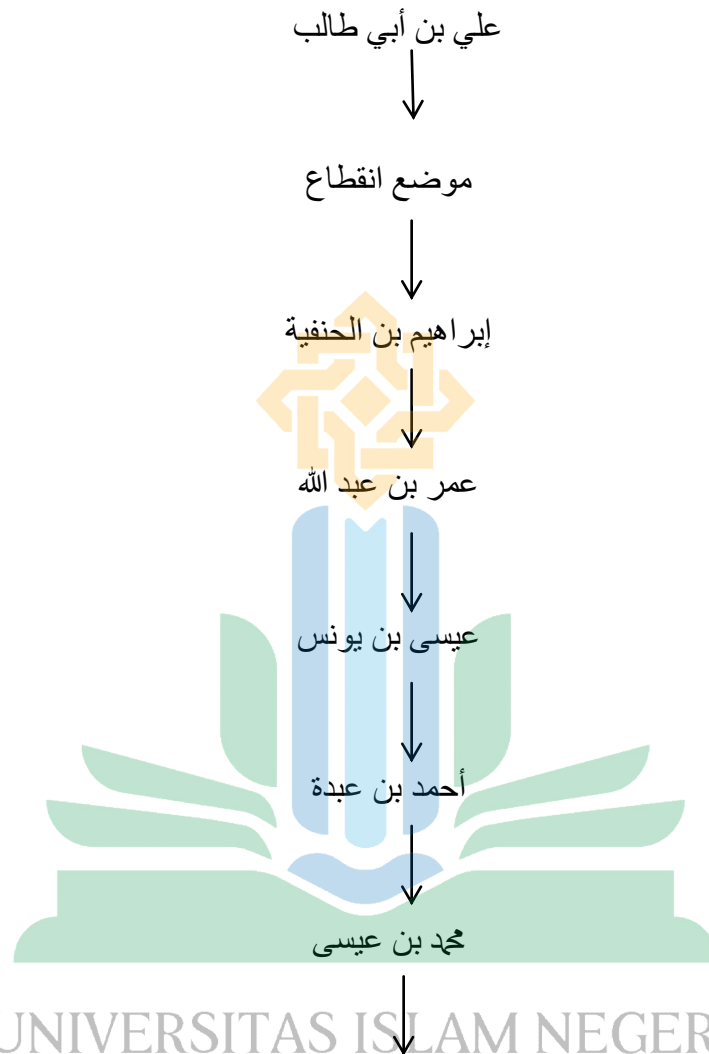 علي بن أبي طالب
موضع انقطاع
إبراهيم بن الحنفية
عمر بن عبد الله
عيسى بن يونس
أحمد بن عبدة
محمد بن عيسى
UNIVERSITAS ISLAM NEGER